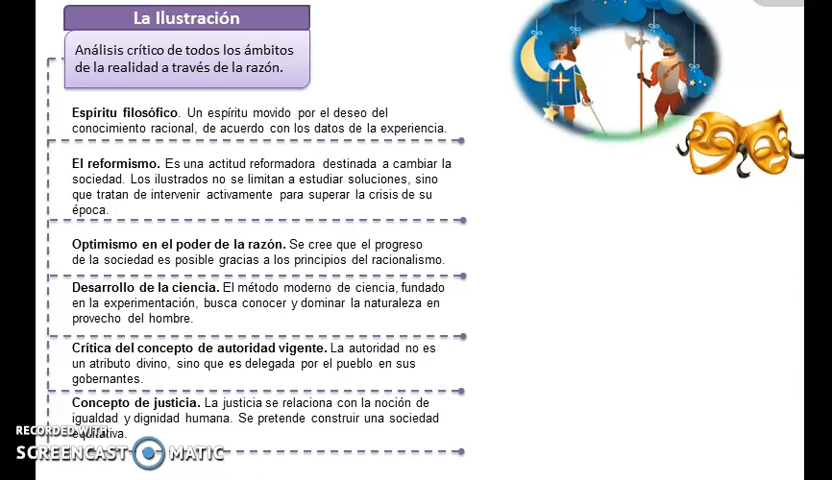 La Ilustración
Análisis crítico de todos los ámbitos
de la realidad a través de la razón.
Espíritu filosófico. Un espíritu movido por el deseo del
conocimiento racional, de acuerdo con los datos de la experiencia.
El reformismo. Es una actitud reformadora destinada a cambiar la
sociedad. Los ilustrados no se limitan a estudiar soluciones, sino
que tratan de intervenir activamente para superar la crisis de su
época.
Optimismo en el poder de la razón. Se cree que el progreso
de la sociedad es posible gracias a los principios del racionalismo.
Desarrollo de la ciencia. El método moderno de ciencia, fundado
en la experimentación, busca conocer y dominar la naturaleza en
provecho del hombre.
Crítica del concepto de autoridad vigente. La autoridad no es
un atributo divino, sino que es delegada por el pueblo en sus
gobernantes.
Concepto de justicia. La justicia se relaciona con la noción de
igualdad y dignidad humana. Se pretende construir una sociedad
equitativa.
RECORDED WITH
SCREENCAST MATIC